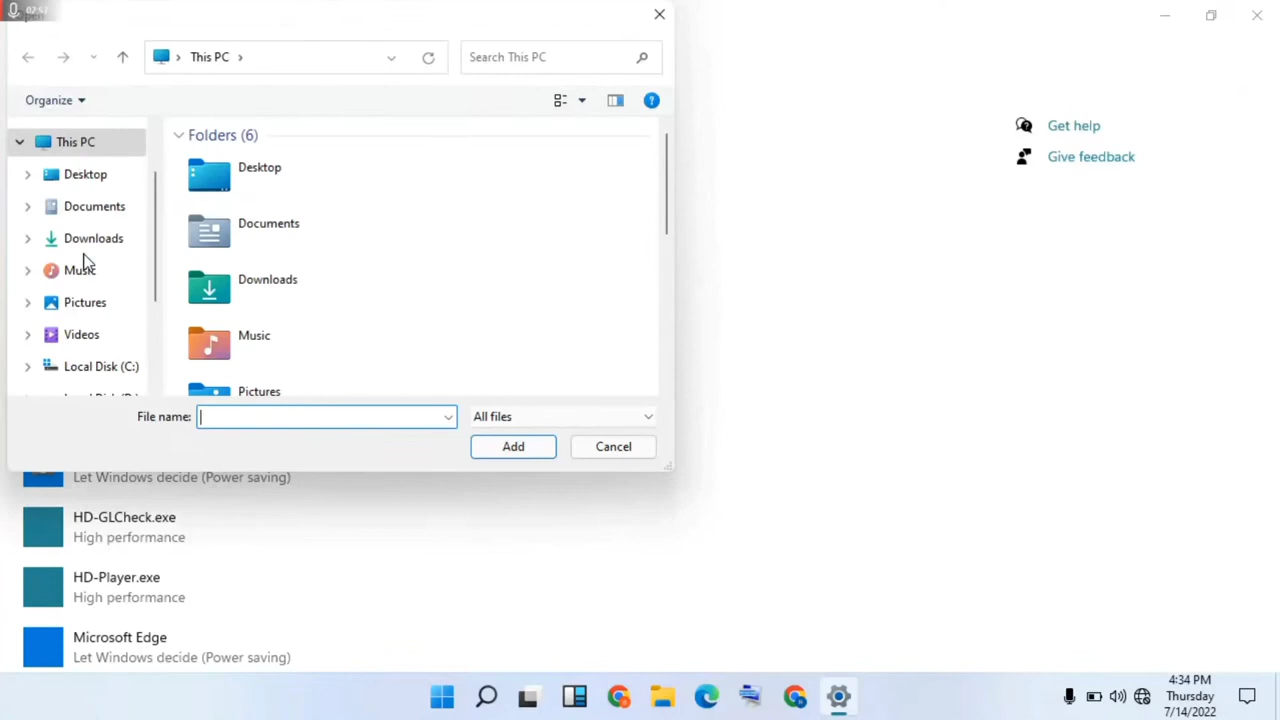 02:52
This PC
Search This PC
Organize
This PC
Folders (6)
Desktop
Desktop
Documents
Documents
Downloads
Downloads
Music
Music
Pictures
Videos
Pictures
Local Disk (C:)
File name:
All files
Add
Cancel
Get help
Give feedback
Let Windows decide (Power saving)
HD-GLCheck.exe
High performance
HD-Player.exe
High performance
Microsoft Edge
Let Windows decide (Power saving)
4:34 PM
Thursday
7/14/2022